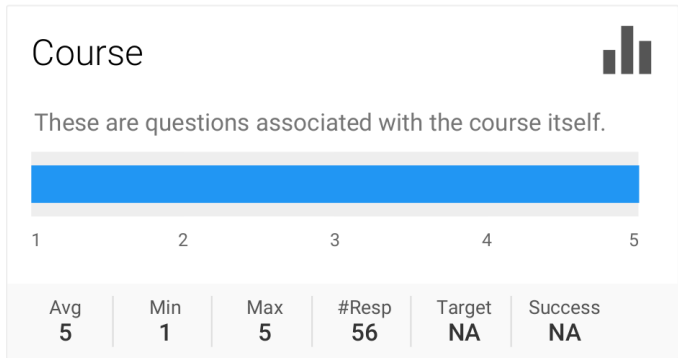 Course
These are questions associated with the course itself.
1 2 3 4 5
Avg Min Max #Resp Target Success
5 1 5 56 NA NA